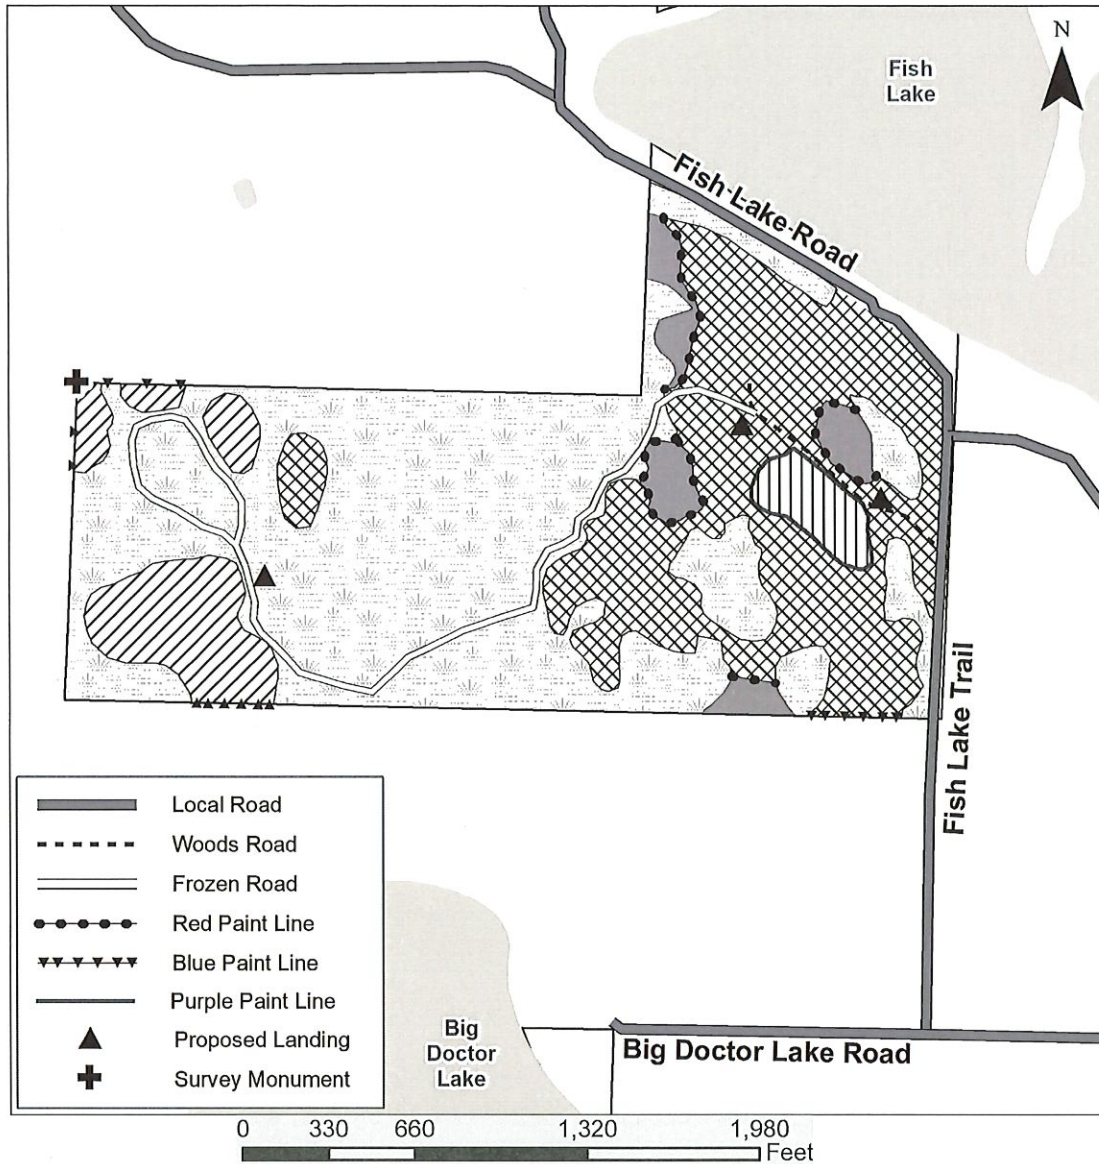 N
Fish
Lake
Fish Lake Road
Fish Lake Trail
Local Road
Woods Road
Frozen Road
Red Paint Line
Blue Paint Line
Purple Paint Line
Proposed Landing
Survey Monument
Big
Doctor
Lake
Big Doctor Lake Road
0 330 660 1,320 1,980
Feet